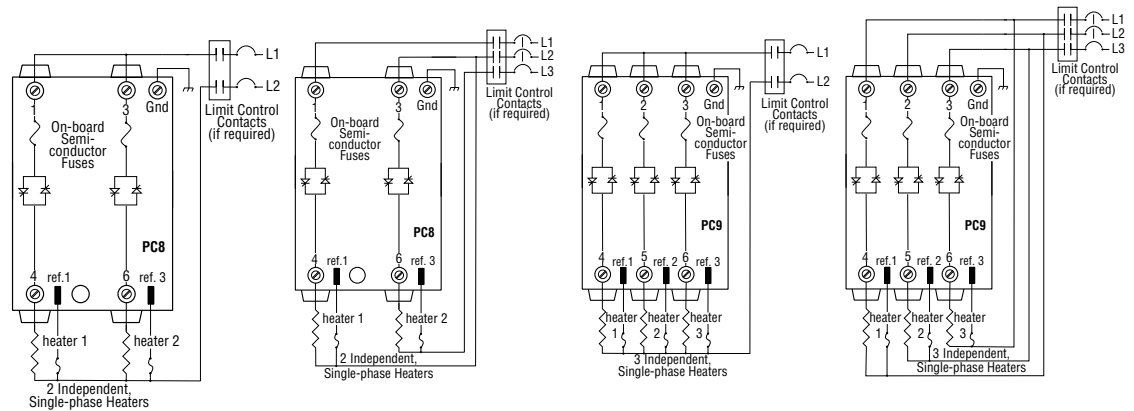 L1
L2
Limit Control
Contacts
(if required)
1
3
Gnd
On-board
Semi-
conductor
Fuses
PC8
4
ref.1
6
ref. 3
heater 1
heater 2
2 Independent,
Single-phase Heaters
L1
L2
L3
Limit Control
Contacts
(if required)
1
3
Gnd
On-board
Semi-
conductor
Fuses
PC8
4
ref.1
6
ref. 3
heater 1
heater 2
2 Independent,
Single-phase Heaters
L1
L2
Limit Control
Contacts
(if required)
1
2
3
Gnd
On-board
Semi-
conductor
Fuses
PC9
4
ref.1
5
ref. 2
6
ref. 3
heater
1
heater
2
heater
3
3 Independent,
Single-phase Heaters
L1
L2
L3
Limit Control
Contacts
(if required)
1
2
3
Gnd
On-board
Semi-
conductor
Fuses
PC9
4
ref.1
5
ref. 2
6
ref. 3
heater
1
heater
2
heater
3
3 Independent,
Single-phase Heaters